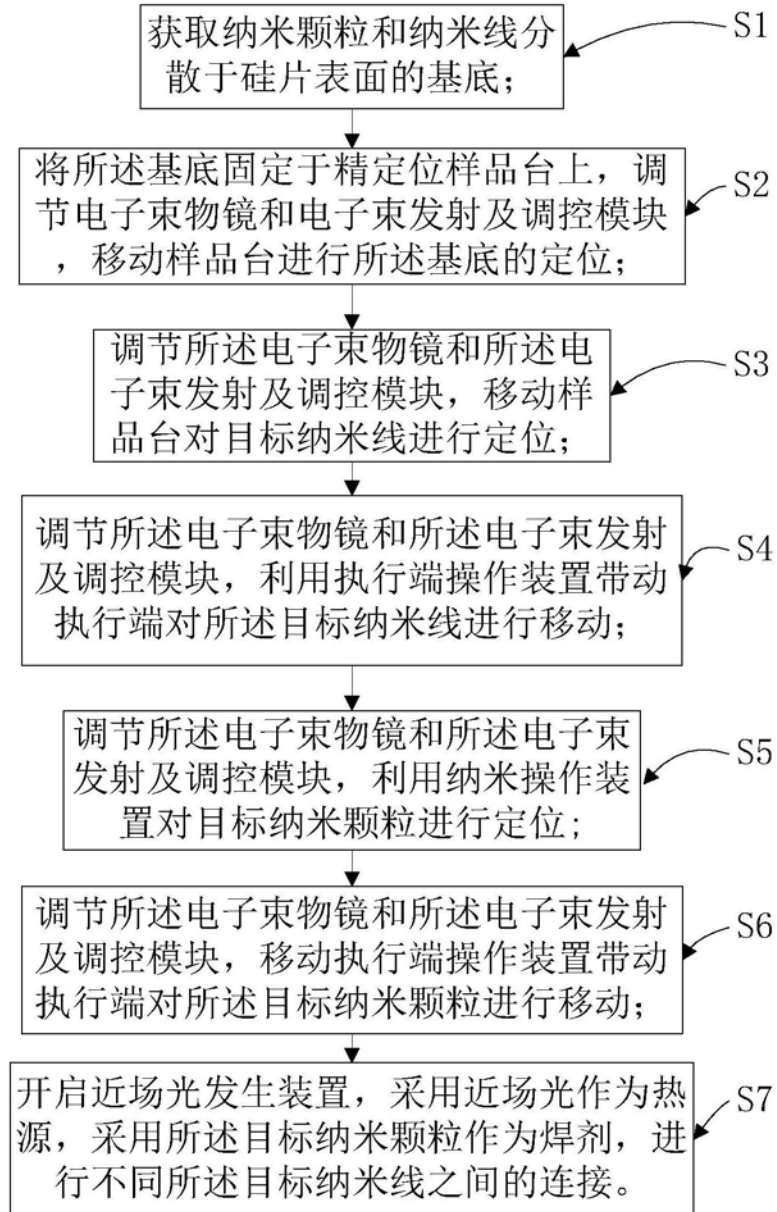 获取纳米颗粒和纳米线分
散于硅片表面的基底；
S1
将所述基底固定于精定位样品台上，调
节电子束物镜和电子束发射及调控模块
，移动样品台进行所述基底的定位；
S2
调节所述电子束物镜和所述电
子束发射及调控模块，移动样
品台对目标纳米线进行定位；
S3
调节所述电子束物镜和所述电子束发射
及调控模块，利用执行端操作装置带动
执行端对所述目标纳米线进行移动；
S4
调节所述电子束物镜和所述电子束
发射及调控模块，利用纳米操作装
置对目标纳米颗粒进行定位；
S5
调节所述电子束物镜和所述电子束发射
及调控模块，移动执行端操作装置带动
执行端对所述目标纳米颗粒进行移动；
S6
开启近场光发生装置，采用近场光作为热
源，采用所述目标纳米颗粒作为焊剂，进
行不同所述目标纳米线之间的连接。
S7